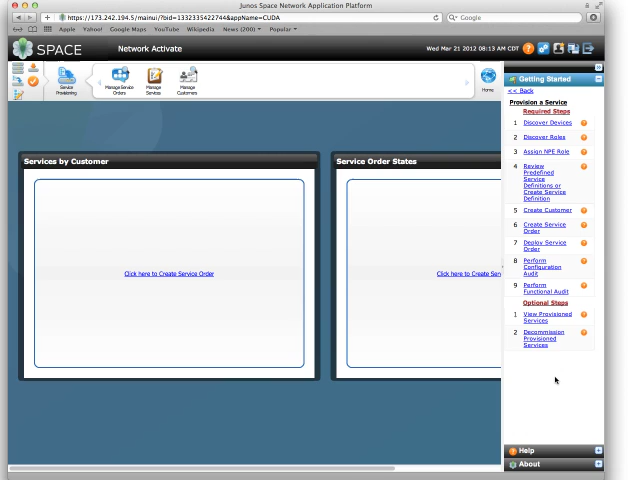 Junos Space Network Application Platform
https://173.242.194.5/mainui/?bid=1332335422744&appName=CUDA
Google
Apple Yahoo! Google Maps YouTube Wikipedia News (200) Popular
SPACE
Network Activate
Wed Mar 21 2012 08:13 AM CDT
Service Provisioning
Manage Service Orders
Manage Services
Manage Customers
Home
Services by Customer
Click here to Create Service Order
Service Order States
Click here to Create Serv
Getting Started
<< Back
Provision a Service
Required Steps
1 Discover Devices
2 Discover Roles
3 Assign NPE Role
4 Review
Predefined
Service
Definitions or
Create Service
Definition
5 Create Customer
6 Create Service
Order
7 Deploy Service
Order
8 Perform
Configuration
Audit
9 Perform
Functional Audit
Optional Steps
1 View Provisioned
Services
2 Decommission
Provisioned
Services
Help
About